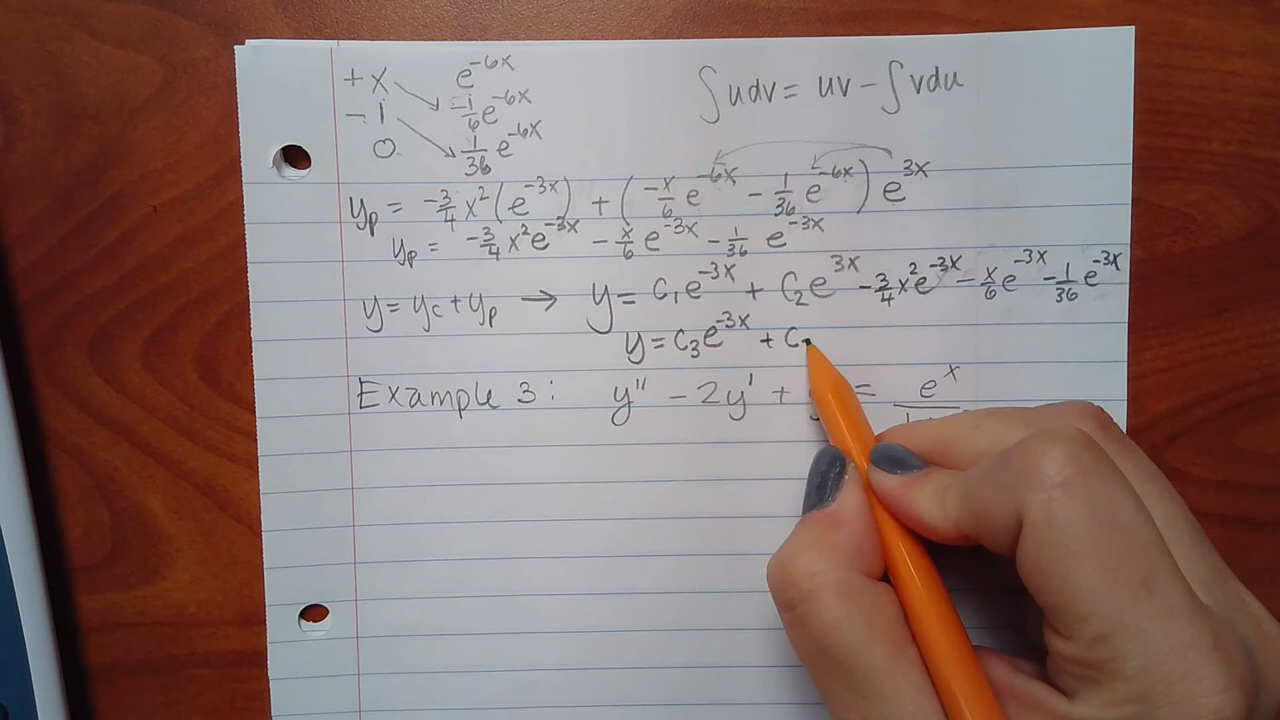 + x e^{-6x} ∫udv = uv - ∫vdu
- 1 -1/6 e^{-6x}
0 1/36 e^{-6x}
y_p = -3/4 x^2 (e^{-3x}) + (-x/6 e^{-6x} - 1/36 e^{-6x}) e^{3x}
y_p = -3/4 x^2 e^{-3x} - x/6 e^{-3x} - 1/36 e^{-3x}
y = y_c + y_p → y = C_1 e^{-3x} + C_2 e^{3x} - 3/4 x^2 e^{-3x} - x/6 e^{-3x} - 1/36 e^{-3x}
y = C_3 e^{-3x} + C
Example 3: y'' - 2y' + = e^x